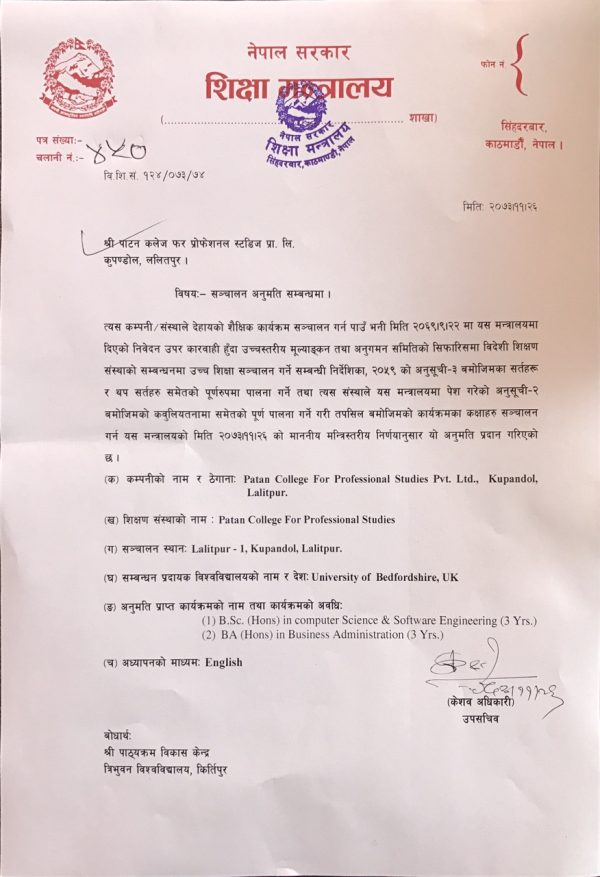 नेपाल सरकार
शिक्षा मन्त्रालय
(.................................................................... शाखा)
फोन नं.
सिंहदरबार,
काठमाडौं, नेपाल ।
पत्र संख्या:-
चलानी नं.:- ४५०
वि.शि.सं. १२४/०७३/७४
नेपाल सरकार
शिक्षा मन्त्रालय
सिंहदरबार, काठमाण्डौं, नेपाल
मिति: २०७३।११।२६
श्री पाटन कलेज फर प्रोफेशनल स्टडिज प्रा. लि.
कुपण्डोल, ललितपुर ।
विषय:– सञ्चालन अनुमति सम्बन्धमा ।
त्यस कम्पनी/संस्थाले देहायको शैक्षिक कार्यक्रम सञ्चालन गर्न पाउँ भनी मिति २०६९।९।२२ मा यस मन्त्रालयमा
दिएको निवेदन उपर कारवाही हुँदा उच्चस्तरीय मूल्याङ्कन तथा अनुगमन समितिको सिफारिसमा विदेशी शिक्षण
संस्थाको सम्बन्धनमा उच्च शिक्षा सञ्चालन गर्ने सम्बन्धी निर्देशिका, २०५९ को अनुसूची-३ बमोजिमका सर्तहरू
र थप सर्तहरु समेतको पूर्णरुपमा पालना गर्ने तथा त्यस संस्थाले यस मन्त्रालयमा पेश गरेको अनुसूची-२
बमोजिमको कवुलियतनामा समेतको पूर्ण पालना गर्ने गरी तपसिल बमोजिमको कार्यक्रमका कक्षाहरु सञ्चालन
गर्न यस मन्त्रालयको मिति २०७३।११।२६ को माननीय मन्त्रिस्तरीय निर्णयानुसार यो अनुमति प्रदान गरिएको
छ ।
(क) कम्पनीको नाम र ठेगाना: Patan College For Professional Studies Pvt. Ltd., Kupandol,
Lalitpur.
(ख) शिक्षण संस्थाको नाम : Patan College For Professional Studies
(ग) सञ्चालन स्थान: Lalitpur - 1, Kupandol, Lalitpur.
(घ) सम्बन्धन प्रदायक विश्वविद्यालयको नाम र देश: University of Bedfordshire, UK
(ङ) अनुमति प्राप्त कार्यक्रमको नाम तथा कार्यक्रमको अवधि:
(1) B.Sc. (Hons) in computer Science & Software Engineering (3 Yrs.)
(2) BA (Hons) in Business Administration (3 Yrs.)
(च) अध्यापनको माध्यम: English
(केशव अधिकारी)
उपसचिव
बोधार्थ:
श्री पाठ्यक्रम विकास केन्द्र
त्रिभुवन विश्वविद्यालय, किर्तिपुर